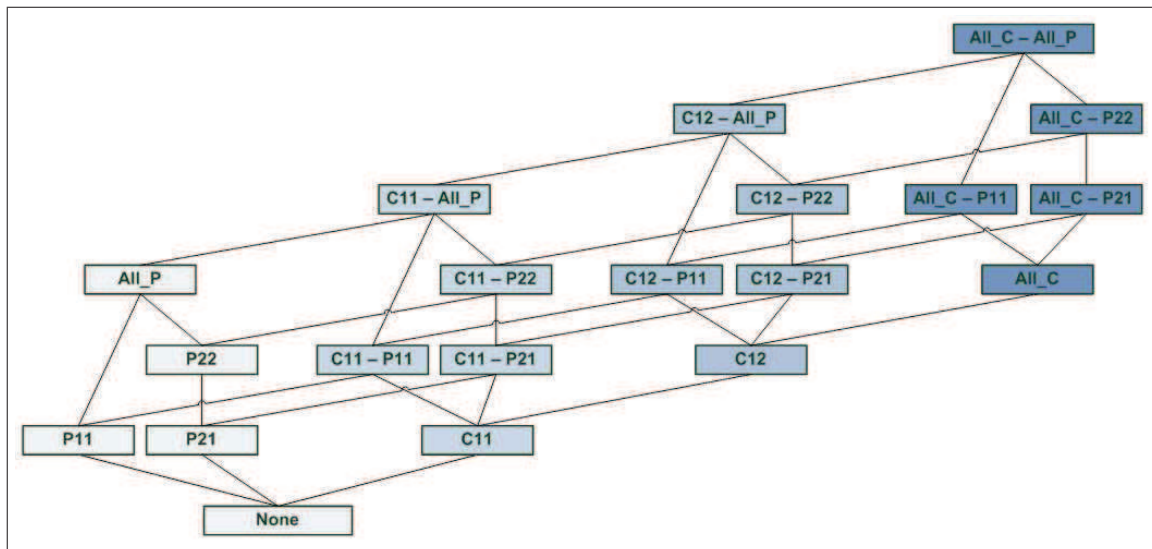 All_C – All_P
C12 – All_P
All_C – P22
C11 – All_P
C12 – P22
All_C – P11
All_C – P21
All_P
C11 – P22
C12 – P11
C12 – P21
All_C
P22
C11 – P11
C11 – P21
C12
P11
P21
C11
None